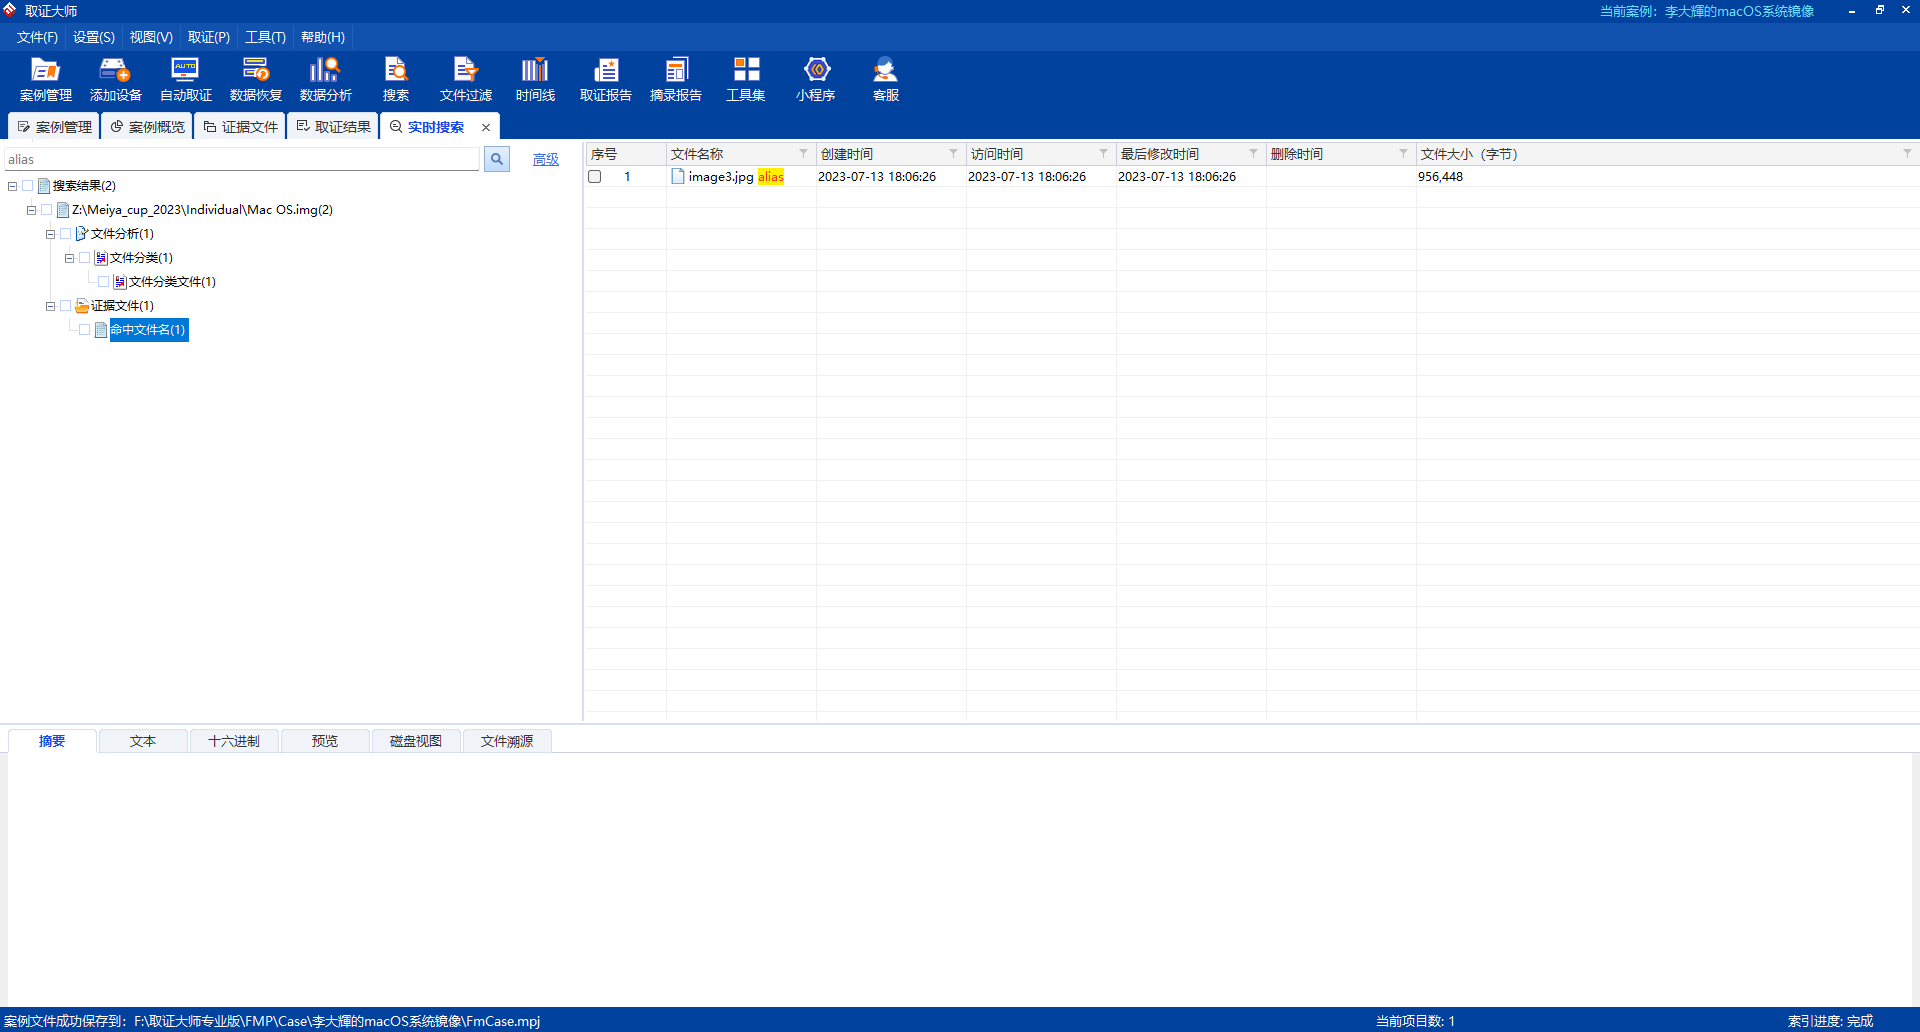 取证大师
当前案例：李大輝的macOS系统镜像
文件(F) 设置(S) 视图(V) 取证(P) 工具(T) 帮助(H)
AUTO
案例管理 添加设备 自动取证 数据恢复 数据分析 搜索 文件过滤 时间线 取证报告 摘录报告 工具集 小程序 客服
案例管理 案例概览 证据文件 取证结果 实时搜索
alias
高级
搜索结果(2)
Z:\Meiya_cup_2023\Individual\Mac OS.img(2)
文件分析(1)
文件分类(1)
文件分类文件(1)
证据文件(1)
命中文件名(1)
序号 文件名称 创建时间 访问时间 最后修改时间 删除时间 文件大小（字节）
1 image3.jpg alias 2023-07-13 18:06:26 2023-07-13 18:06:26 2023-07-13 18:06:26 956,448
摘要 文本 十六进制 预览 磁盘视图 文件溯源
案例文件成功保存到：F:\取证大师专业版\FMP\Case\李大輝的macOS系统镜像\FmCase.mpj
当前项目数: 1
索引进度: 完成